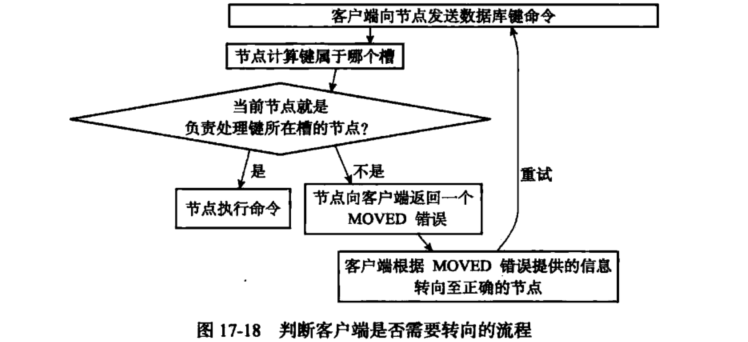 客户端向节点发送数据库键命令
节点计算键属于哪个槽
当前节点就是
负责处理键所在槽的节点?
是
不是
重试
节点执行命令
节点向客户端返回一个
MOVED 错误
客户端根据 MOVED 错误提供的信息
转向至正确的节点
图 17-18 判断客户端是否需要转向的流程